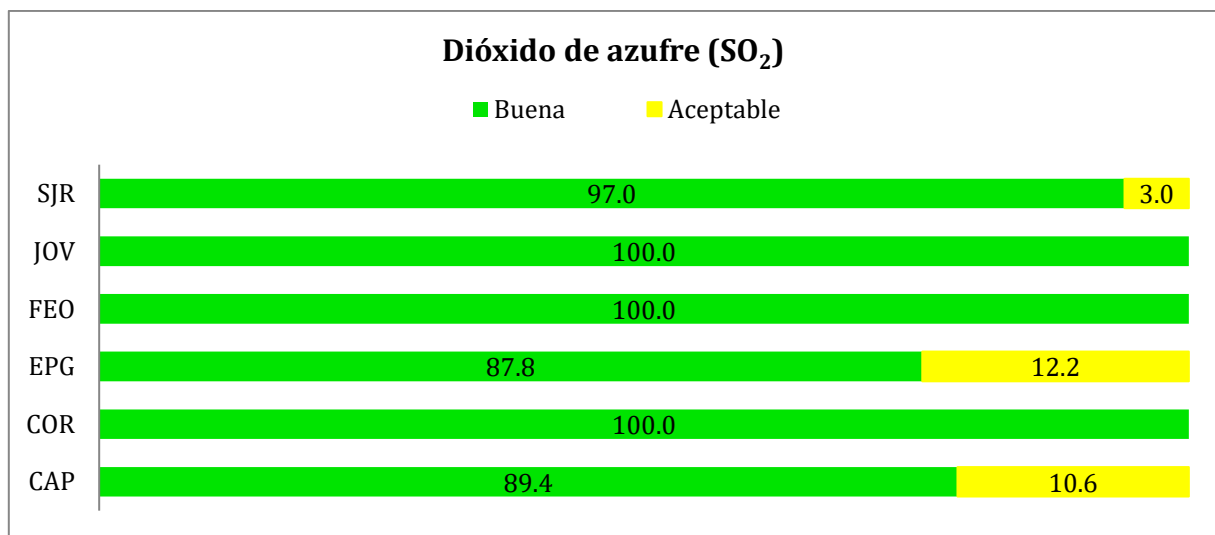 Dióxido de azufre (SO₂)
Buena Aceptable
SJR 97.0 3.0
JOV 100.0
FEO 100.0
EPG 87.8 12.2
COR 100.0
CAP 89.4 10.6